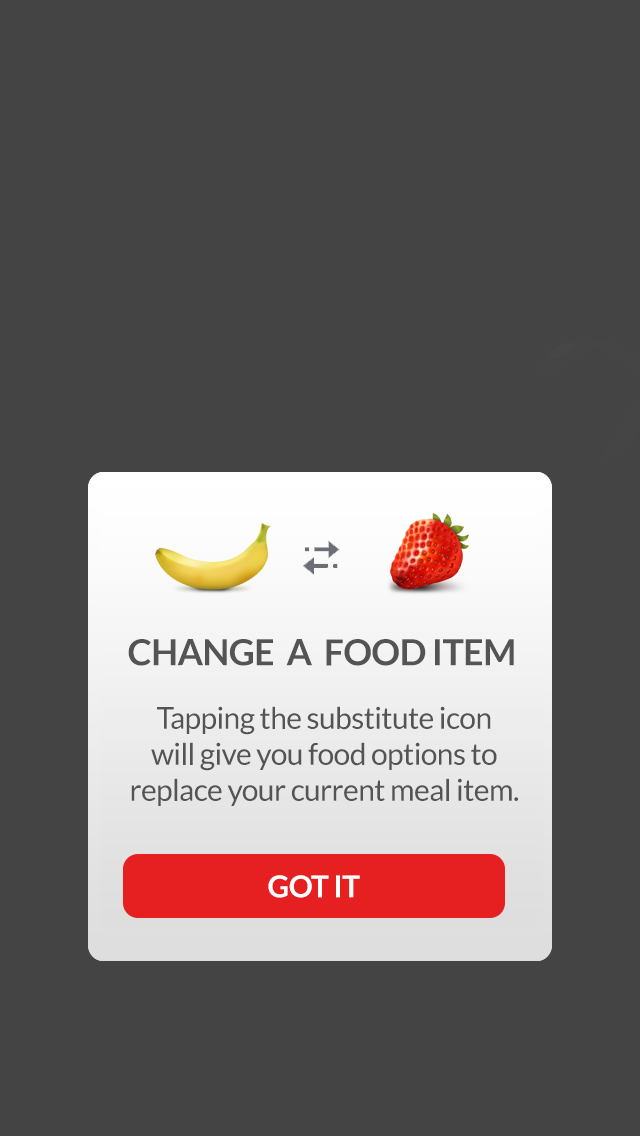 CHANGE A FOOD ITEM
Tapping the substitute icon
will give you food options to
replace your current meal item.
GOT IT